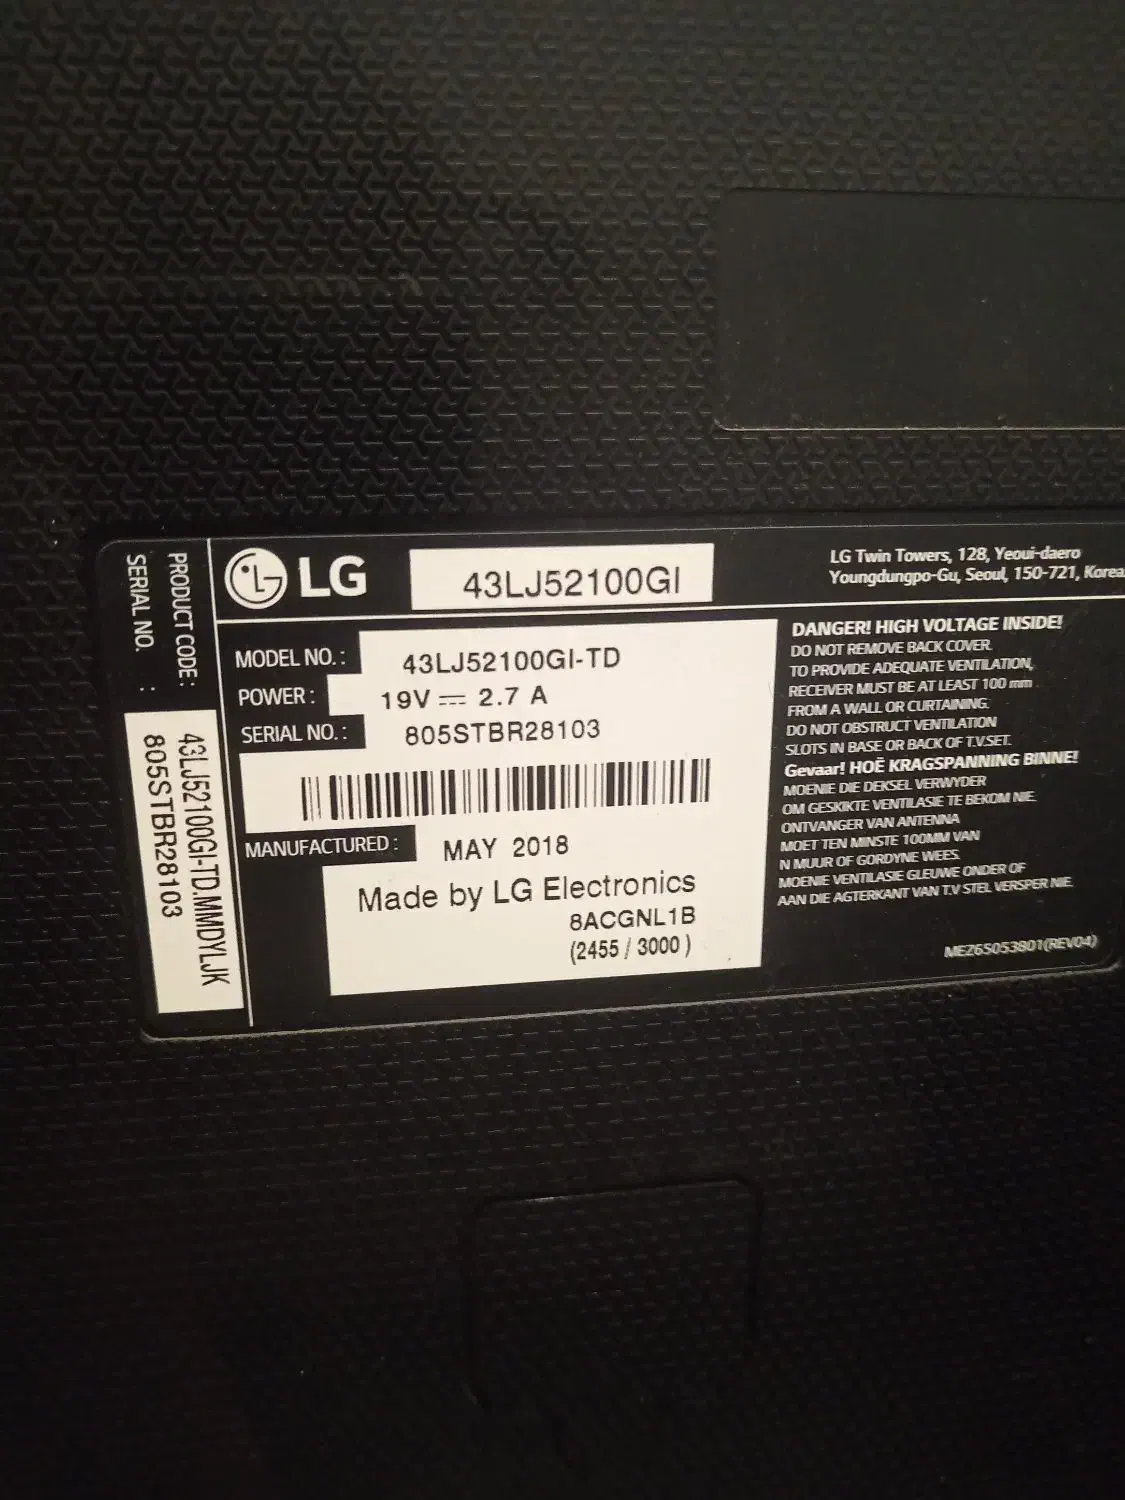 PRODUCT CODE :
SERIAL NO. :
43LJ52100GI-TD.MMDYLJK
805STBR28103
LG
43LJ52100GI
LG Twin Towers, 128, Yeoui-daero
Youngdungpo-Gu, Seoul, 150-721, Korea
MODEL NO. : 43LJ52100GI-TD
POWER : 19V ⎓ 2.7 A
SERIAL NO. : 805STBR28103
MANUFACTURED : MAY 2018
Made by LG Electronics
8ACGNL1B
(2455 / 3000 )
DANGER! HIGH VOLTAGE INSIDE!
DO NOT REMOVE BACK COVER.
TO PROVIDE ADEQUATE VENTILATION,
RECEIVER MUST BE AT LEAST 100 mm
FROM A WALL OR CURTAINING.
DO NOT OBSTRUCT VENTILATION
SLOTS IN BASE OR BACK OF T.V.SET.
Gevaar! HOË KRAGSPANNING BINNE!
MOENIE DIE DEKSEL VERWYDER
OM GESKIKTE VENTILASIE TE BEKOM NIE.
ONTVANGER VAN ANTENNA
MOET TEN MINSTE 100MM VAN
N MUUR OF GORDYNE WEES.
MOENIE VENTILASIE GLEUWE ONDER OF
AAN DIE AGTERKANT VAN T.V STEL VERSPER NIE.
MEZ65053801(REV04)